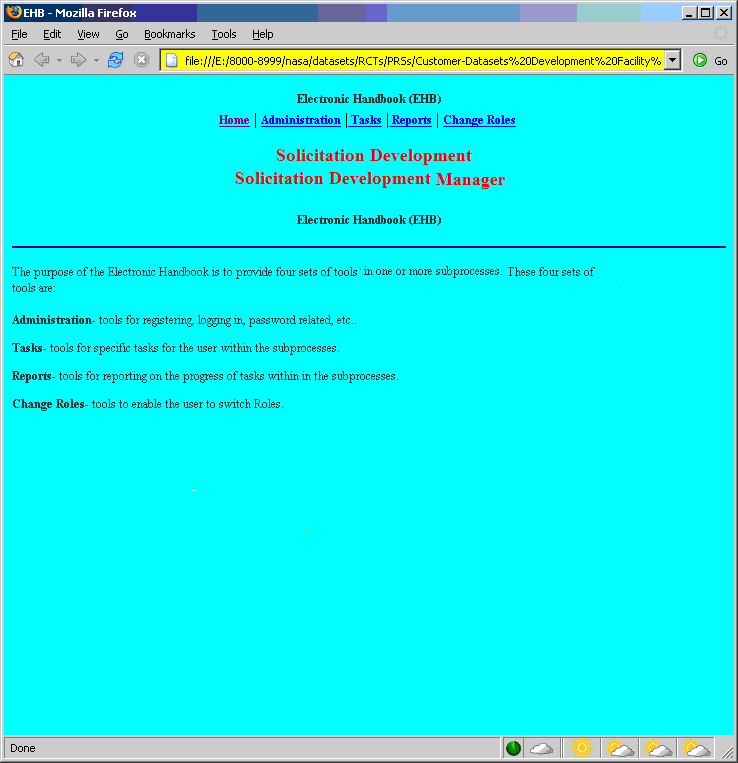 EHB - Mozilla Firefox
File Edit View Go Bookmarks Tools Help
file:///E:/8000-8999/nasa/datasets/RCTs/PRSs/Customer-Datasets%20Development%20Facility% Go
Electronic Handbook (EHB)
Home | Administration | Tasks | Reports | Change Roles
Solicitation Development
Solicitation Development Manager
Electronic Handbook (EHB)
The purpose of the Electronic Handbook is to provide four sets of tools in one or more subprocesses. These four sets of
tools are:
Administration- tools for registering, logging in, password related, etc..
Tasks- tools for specific tasks for the user within the subprocesses.
Reports- tools for reporting on the progress of tasks within in the subprocesses.
Change Roles- tools to enable the user to switch Roles.
Done